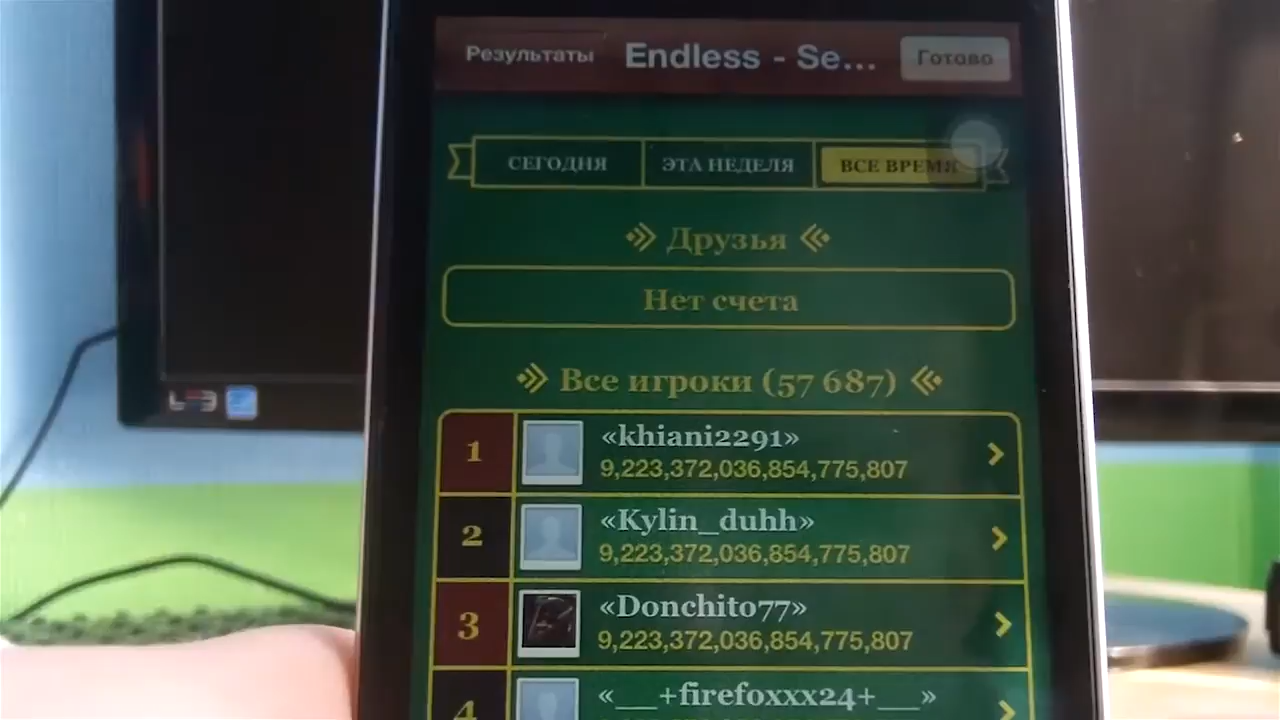 Результаты
Endless - Se...
Готово
СЕГОДНЯ
ЭТА НЕДЕЛЯ
ВСЕ ВРЕМЯ
Друзья
Нет счета
Все игроки (57 687)
1
«khiani2291»
9,223,372,036,854,775,807
2
«Kylin_duhh»
9,223,372,036,854,775,807
3
«Donchito77»
9,223,372,036,854,775,807
4
«__+firefoxxx24+__»